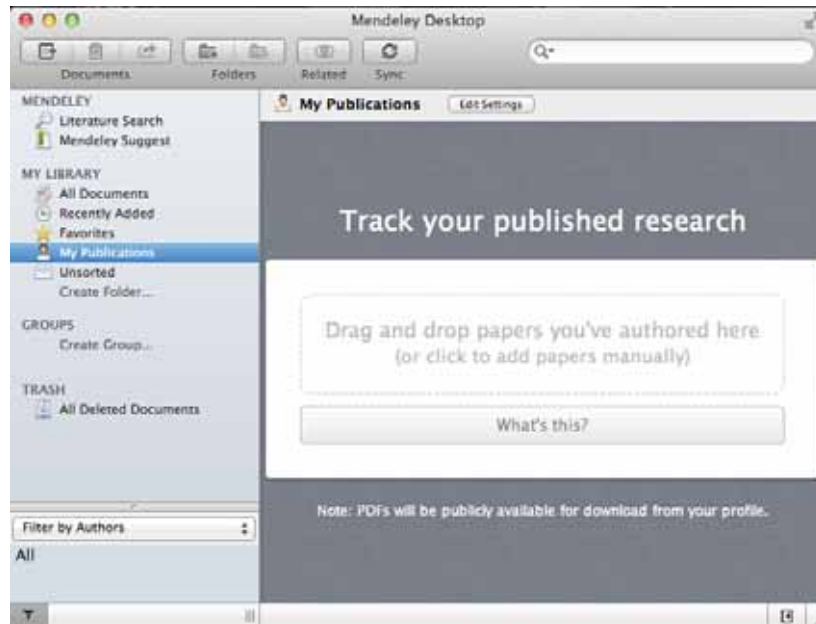 Mendeley Desktop
Documents Folders Related Sync
MENDELEY
Literature Search
Mendeley Suggest
MY LIBRARY
All Documents
Recently Added
Favorites
My Publications
Unsorted
Create Folder...
GROUPS
Create Group...
TRASH
All Deleted Documents
Filter by Authors
All
My Publications Edit Settings
Track your published research
Drag and drop papers you've authored here
(or click to add papers manually)
What's this?
Note: PDFs will be publicly available for download from your profile.